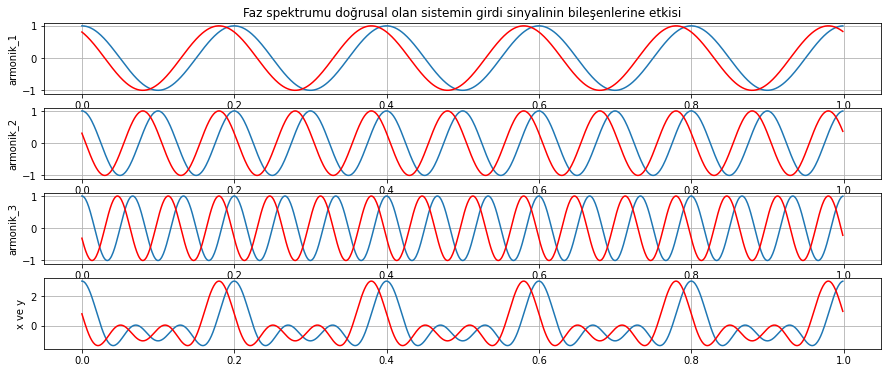 Faz spektrumu doğrusal olan sistemin girdi sinyalinin bileşenlerine etkisi
armonik_1
1
0
−1
0.0 0.2 0.4 0.6 0.8 1.0
armonik_2
1
0
−1
0.0 0.2 0.4 0.6 0.8 1.0
armonik_3
1
0
−1
0.0 0.2 0.4 0.6 0.8 1.0
x ve y
2
0
0.0 0.2 0.4 0.6 0.8 1.0